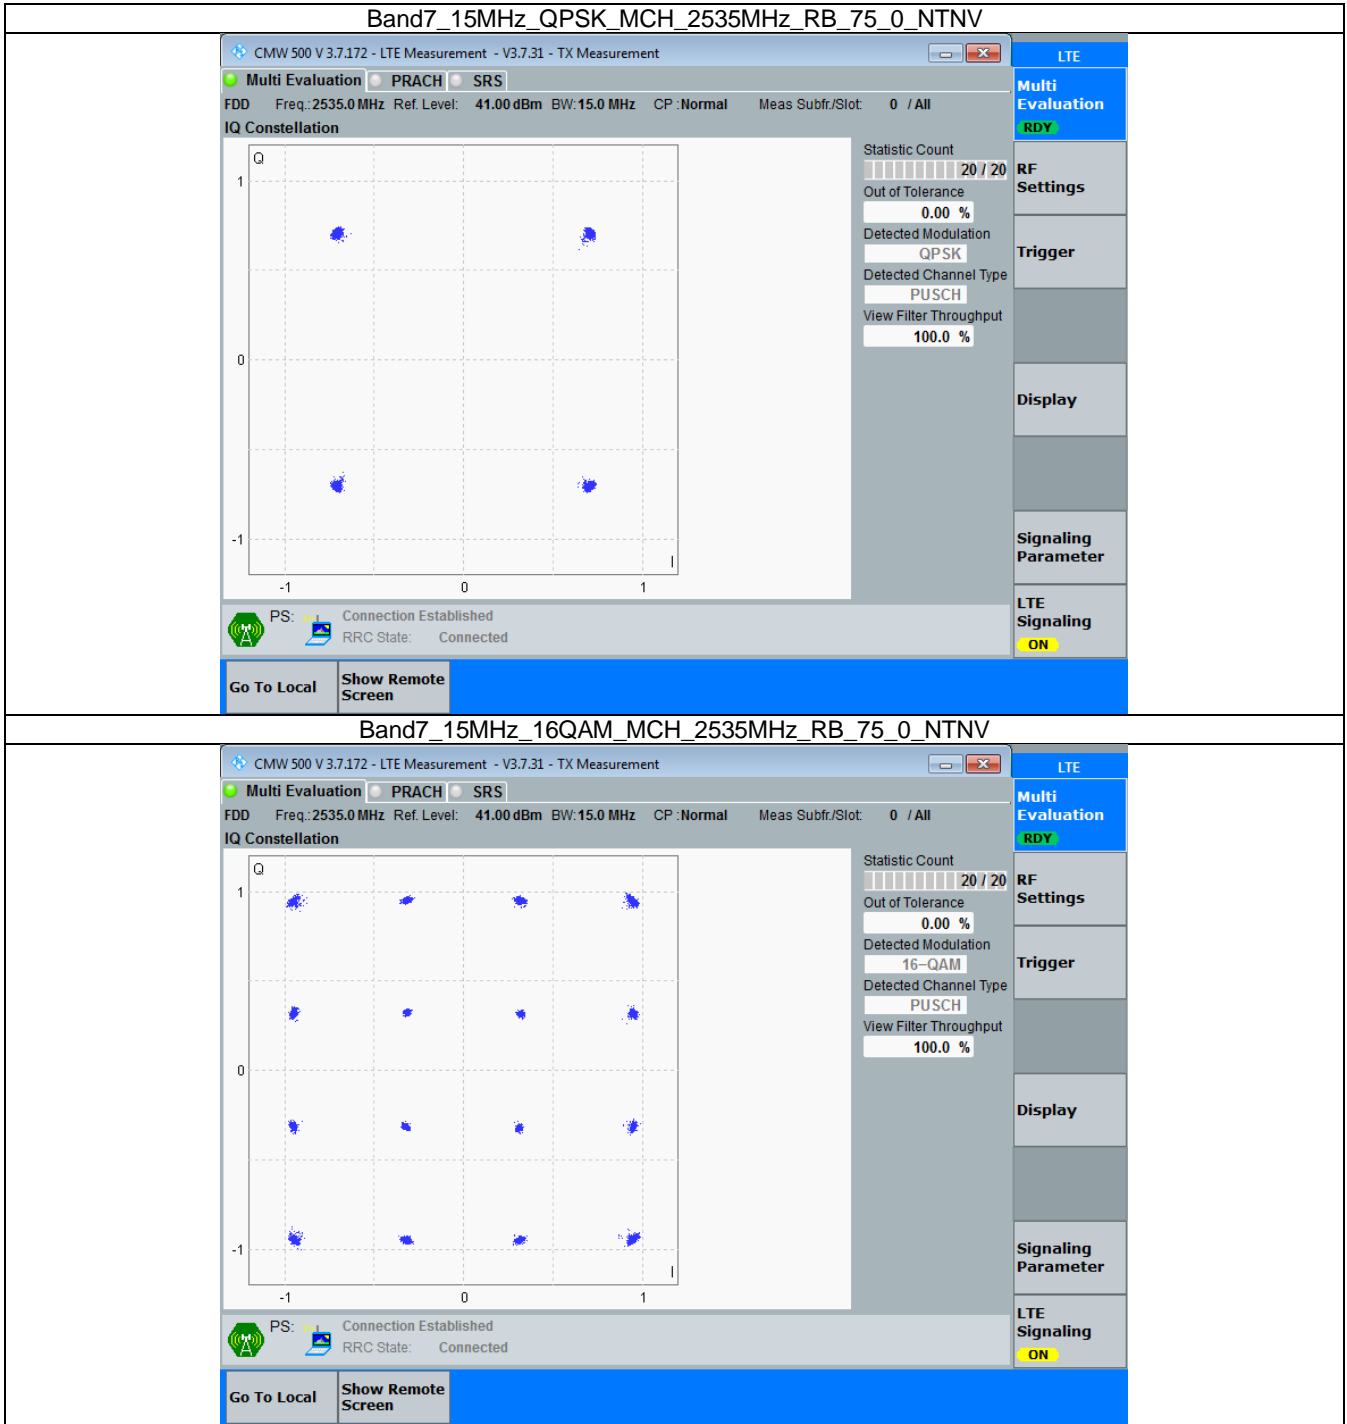 Band7_15MHz_QPSK_MCH_2535MHz_RB_75_0_NTNV
CMW 500 V 3.7.172 - LTE Measurement - V3.7.31 - TX Measurement
LTE
Multi Evaluation PRACH SRS
FDD Freq.: 2535.0 MHz Ref. Level: 41.00 dBm BW: 15.0 MHz CP : Normal Meas Subfr./Slot: 0 / All
IQ Constellation
Q
1
0
-1
I
-1 0 1
Statistic Count
20 / 20
Out of Tolerance
0.00 %
Detected Modulation
QPSK
Detected Channel Type
PUSCH
View Filter Throughput
100.0 %
Multi
Evaluation
RDY
RF
Settings
Trigger
Display
Signaling
Parameter
LTE
Signaling
ON
PS: Connection Established
RRC State: Connected
Go To Local
Show Remote
Screen
Band7_15MHz_16QAM_MCH_2535MHz_RB_75_0_NTNV
CMW 500 V 3.7.172 - LTE Measurement - V3.7.31 - TX Measurement
LTE
Multi Evaluation PRACH SRS
FDD Freq.: 2535.0 MHz Ref. Level: 41.00 dBm BW: 15.0 MHz CP : Normal Meas Subfr./Slot: 0 / All
IQ Constellation
Q
1
0
-1
I
-1 0 1
Statistic Count
20 / 20
Out of Tolerance
0.00 %
Detected Modulation
16-QAM
Detected Channel Type
PUSCH
View Filter Throughput
100.0 %
Multi
Evaluation
RDY
RF
Settings
Trigger
Display
Signaling
Parameter
LTE
Signaling
ON
PS: Connection Established
RRC State: Connected
Go To Local
Show Remote
Screen